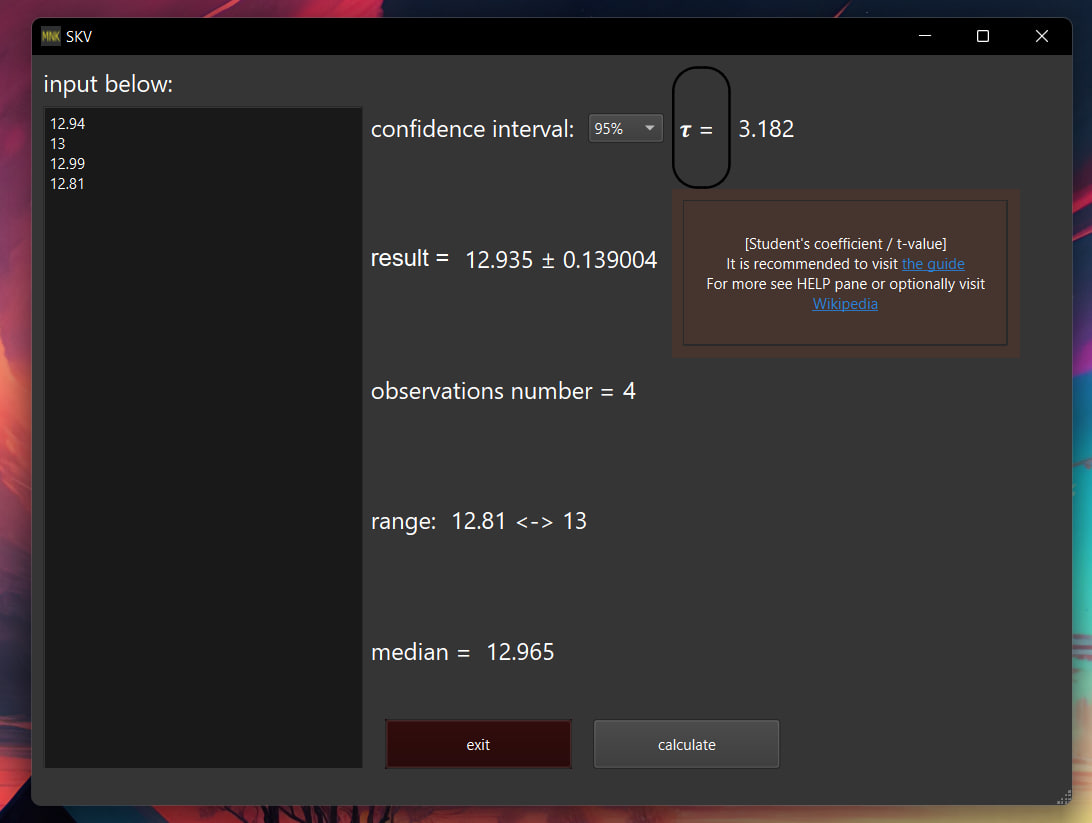 MNK SKV
input below:
12.94
13
12.99
12.81
confidence interval: 95% τ = 3.182
result = 12.935 ± 0.139004
[Student's coefficient / t-value]
It is recommended to visit the guide
For more see HELP pane or optionally visit
Wikipedia
observations number = 4
range: 12.81 <-> 13
median = 12.965
exit
calculate